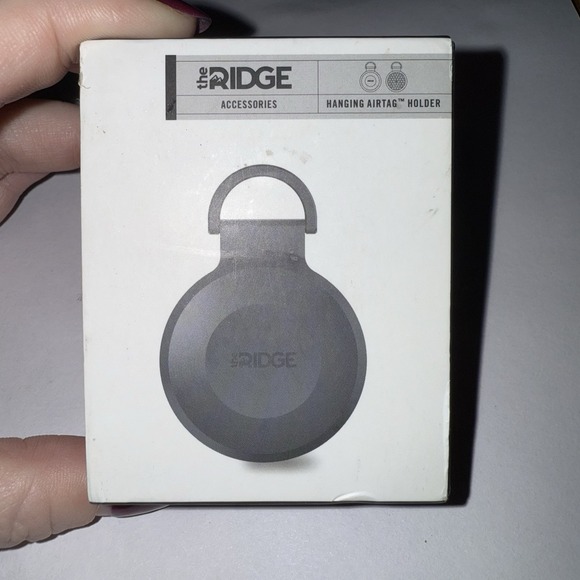 the RIDGE
ACCESSORIES
HANGING AIRTAG™ HOLDER
the RIDGE